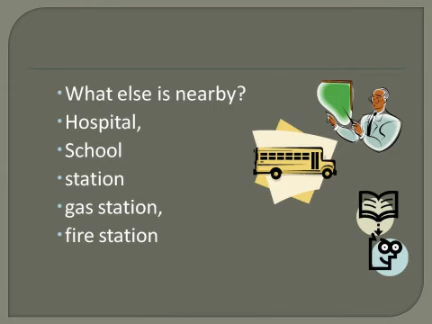 What else is nearby?
Hospital,
School
station
gas station,
fire station